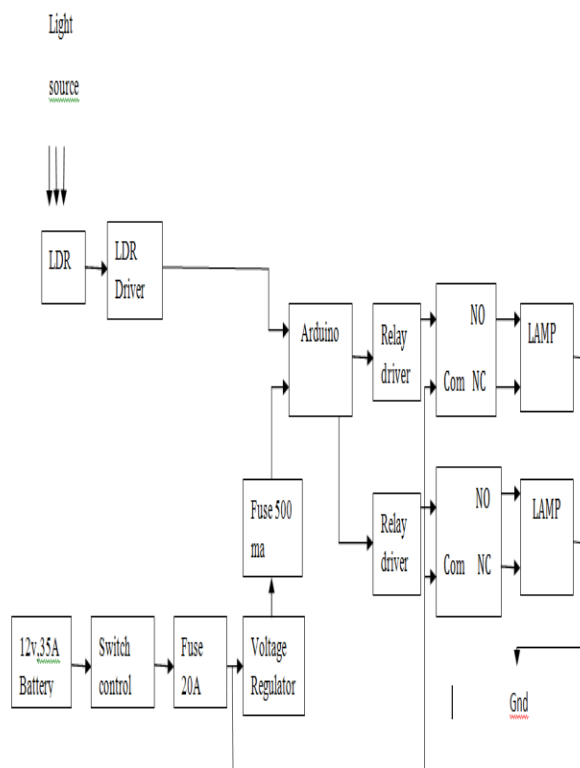 Light
source
LDR
LDR
Driver
Arduino
Relay
driver
NO
Com NC
LAMP
Fuse 500
ma
Relay
driver
NO
Com NC
LAMP
12v,35A
Battery
Switch
control
Fuse
20A
Voltage
Regulator
Gnd